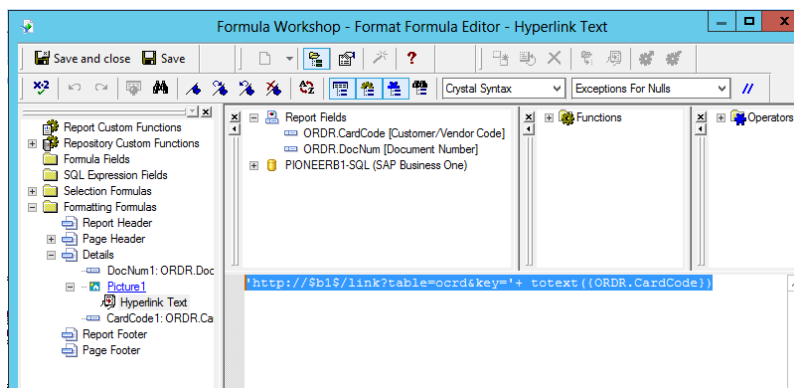 Formula Workshop - Format Formula Editor - Hyperlink Text
Save and close Save
Crystal Syntax Exceptions For Nulls //
Report Custom Functions
Repository Custom Functions
Formula Fields
SQL Expression Fields
Selection Formulas
Formatting Formulas
Report Header
Page Header
Details
DocNum1: ORDR.Doc
Picture1
Hyperlink Text
CardCode1: ORDR.Ca
Report Footer
Page Footer
Report Fields
ORDR.CardCode [Customer/Vendor Code]
ORDR.DocNum [Document Number]
PIONEERB1-SQL (SAP Business One)
Functions
Operators
'http://$b1$/link?table=ocrd&key='+ totext({ORDR.CardCode})